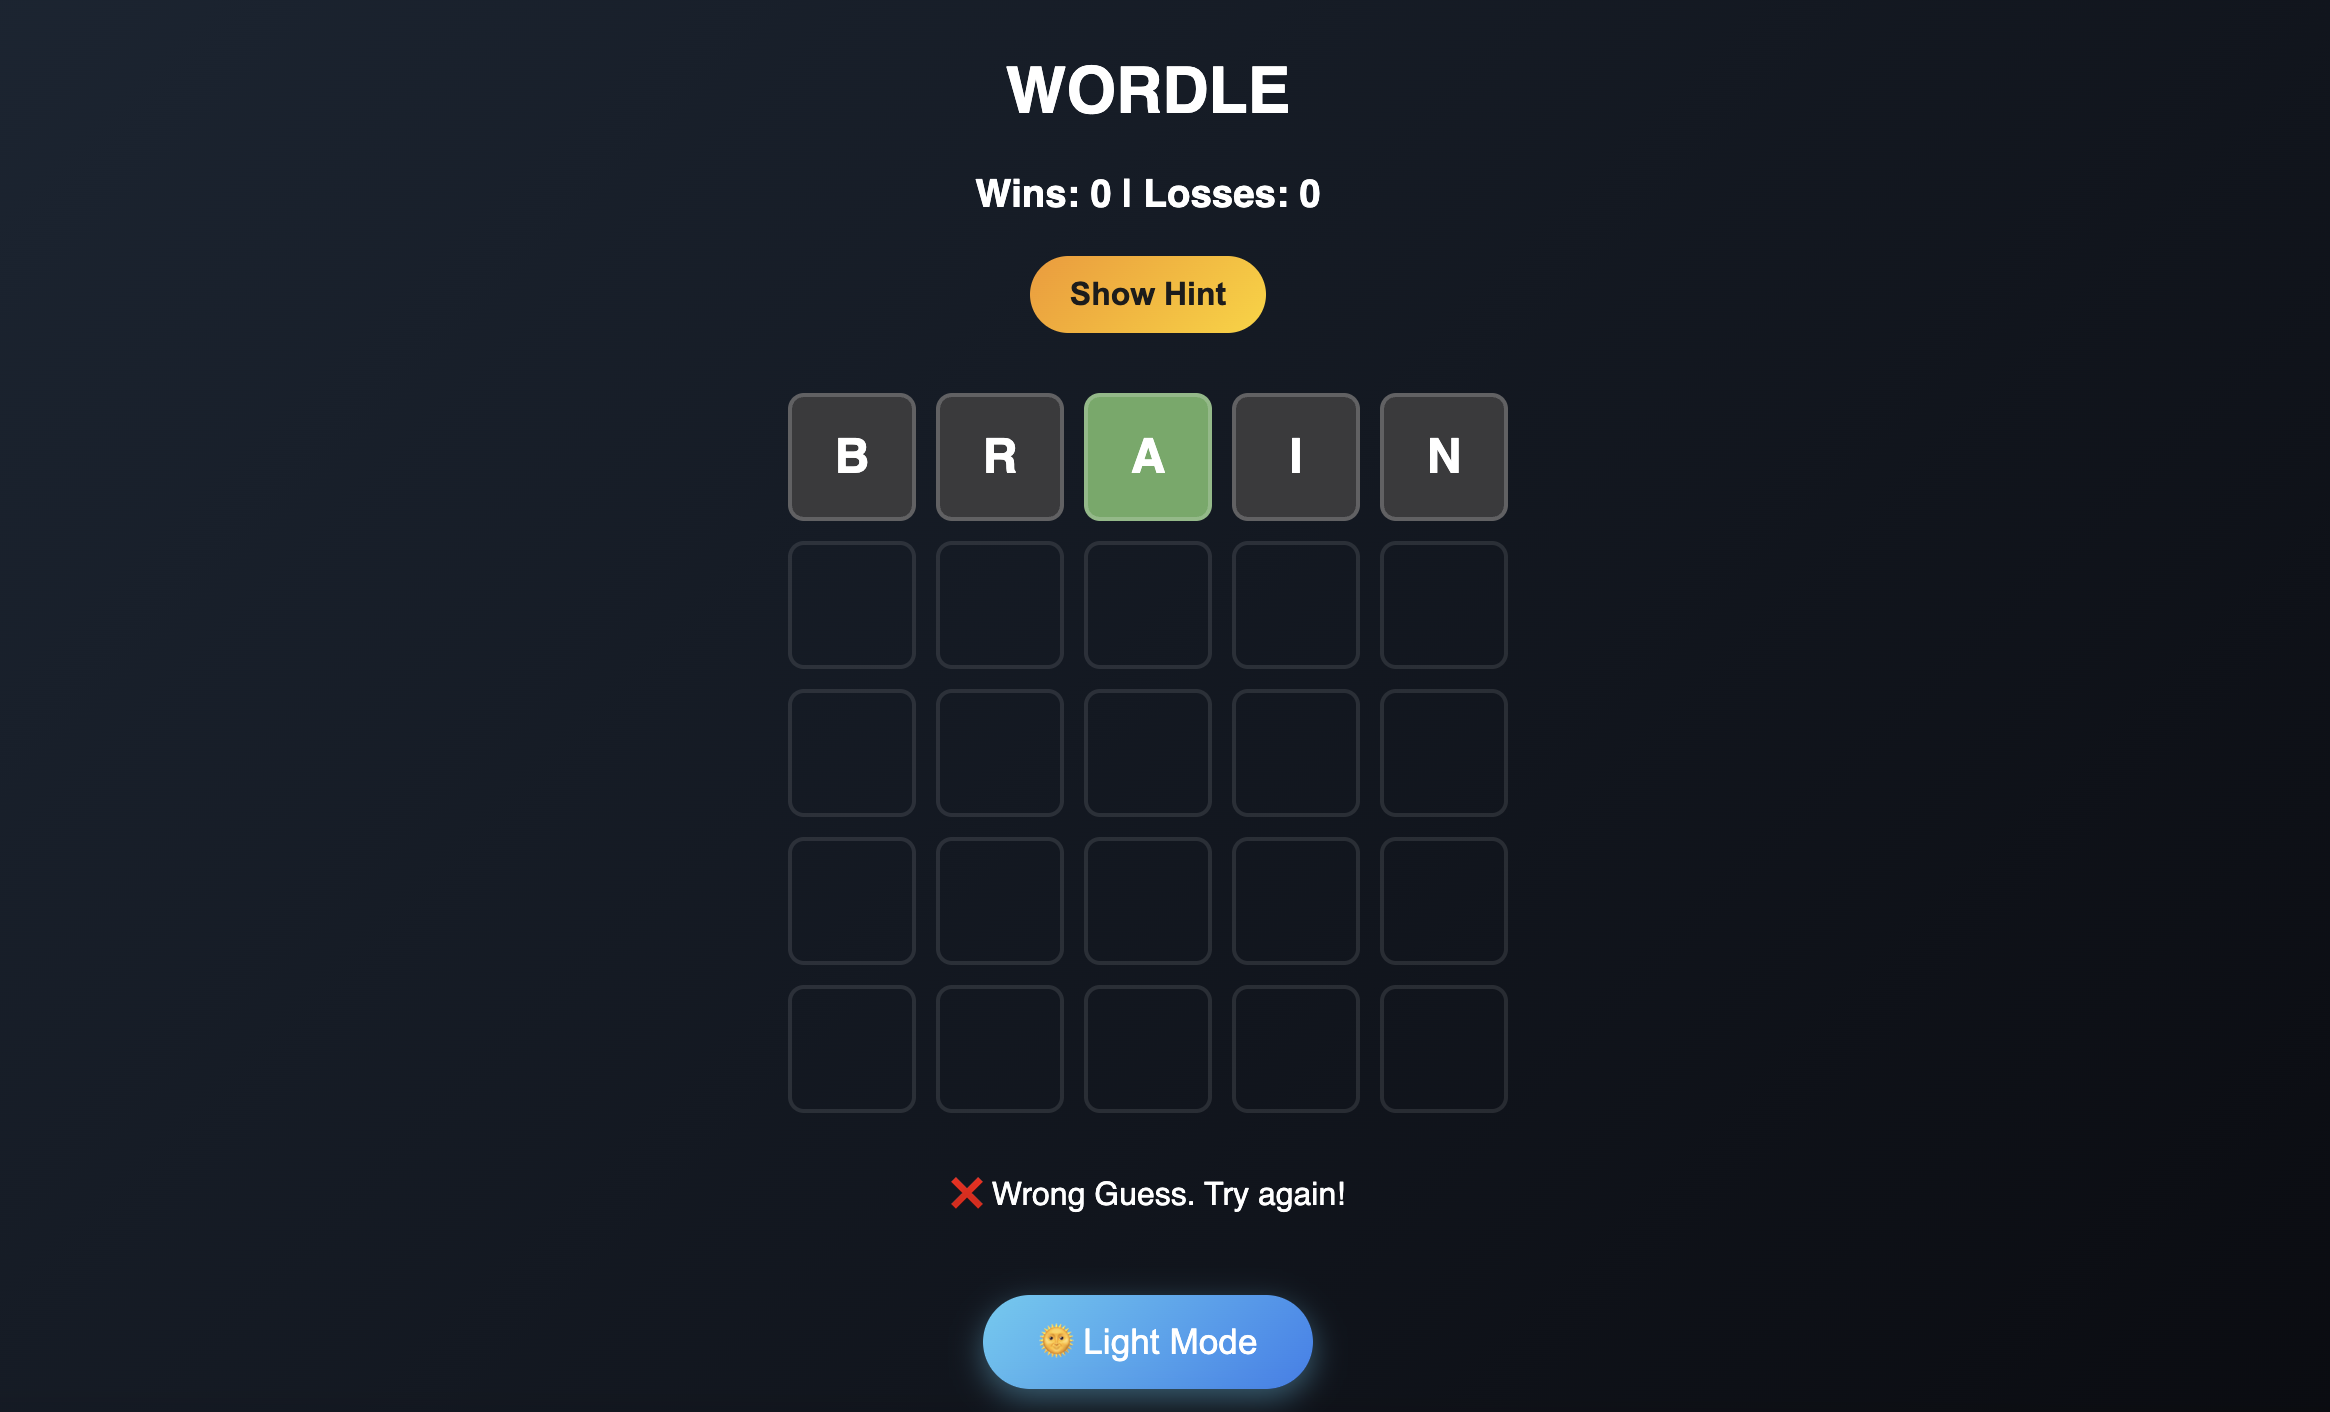 WORDLE
Wins: 0 | Losses: 0
Show Hint
B R A I N
❌ Wrong Guess. Try again!
🌞 Light Mode